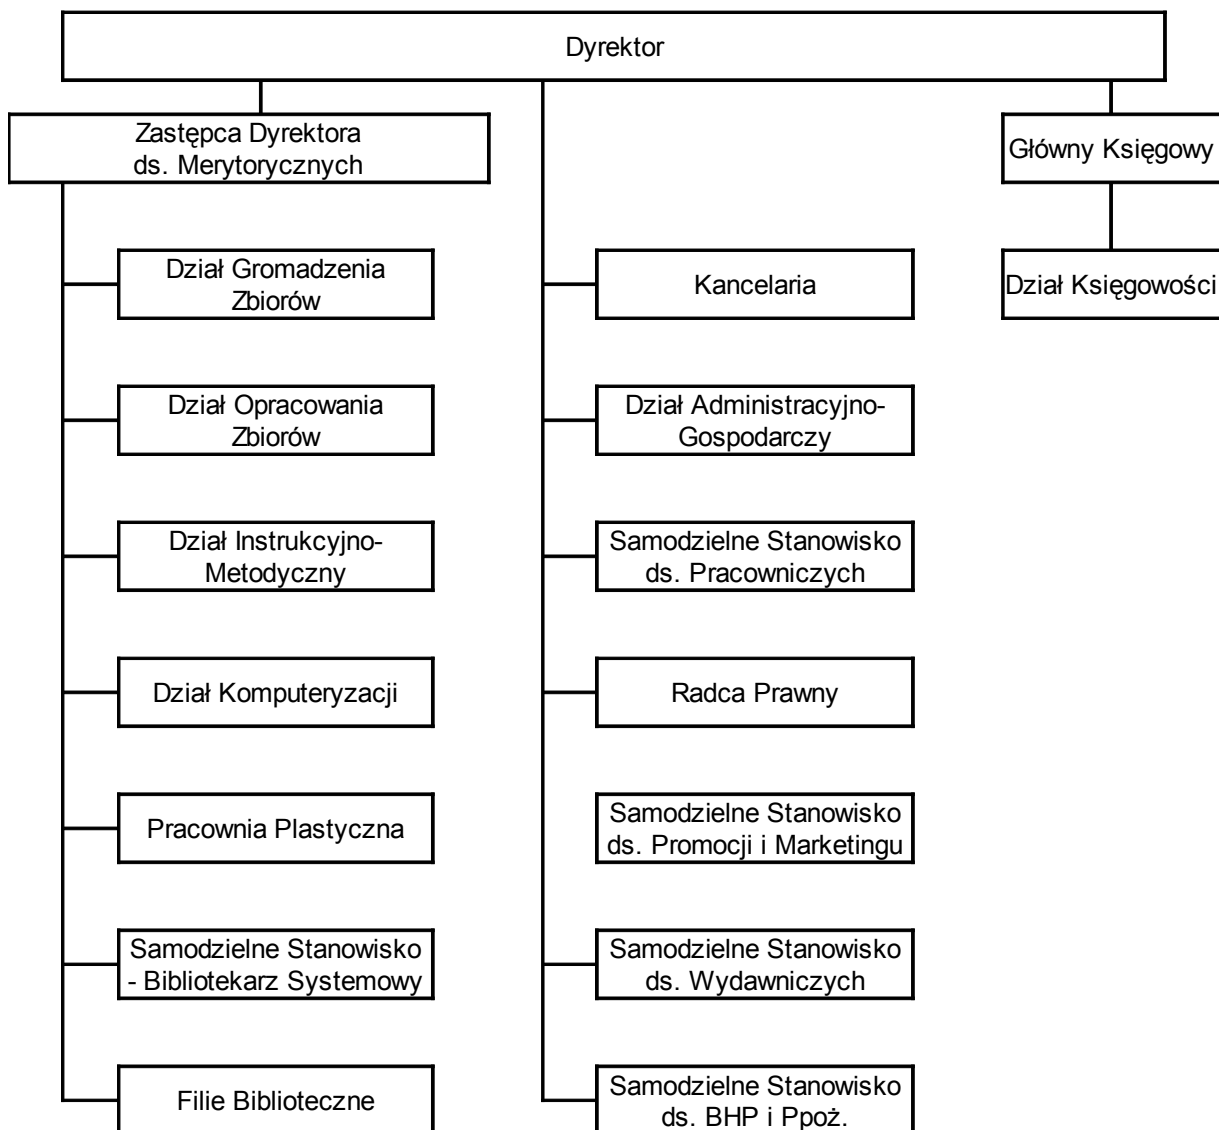 Dyrektor
Zastępca Dyrektora
ds. Merytorycznych
Główny Księgowy
Dział Gromadzenia
Zbiorów
Kancelaria
Dział Księgowości
Dział Opracowania
Zbiorów
Dział Administracyjno-
Gospodarczy
Dział Instrukcyjno-
Metodyczny
Samodzielne Stanowisko
ds. Pracowniczych
Dział Komputeryzacji
Radca Prawny
Pracownia Plastyczna
Samodzielne Stanowisko
ds. Promocji i Marketingu
Samodzielne Stanowisko
- Bibliotekarz Systemowy
Samodzielne Stanowisko
ds. Wydawniczych
Filie Biblioteczne
Samodzielne Stanowisko
ds. BHP i Ppoż.